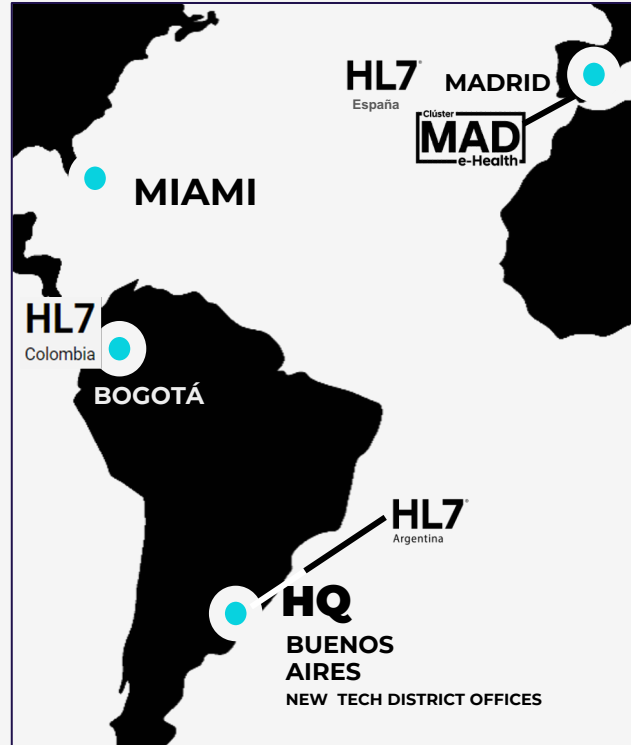 HL7®
España
MADRID
Clúster
MAD
e-Health
MIAMI
HL7
Colombia
BOGOTÁ
HL7®
Argentina
HQ
BUENOS
AIRES
NEW TECH DISTRICT OFFICES